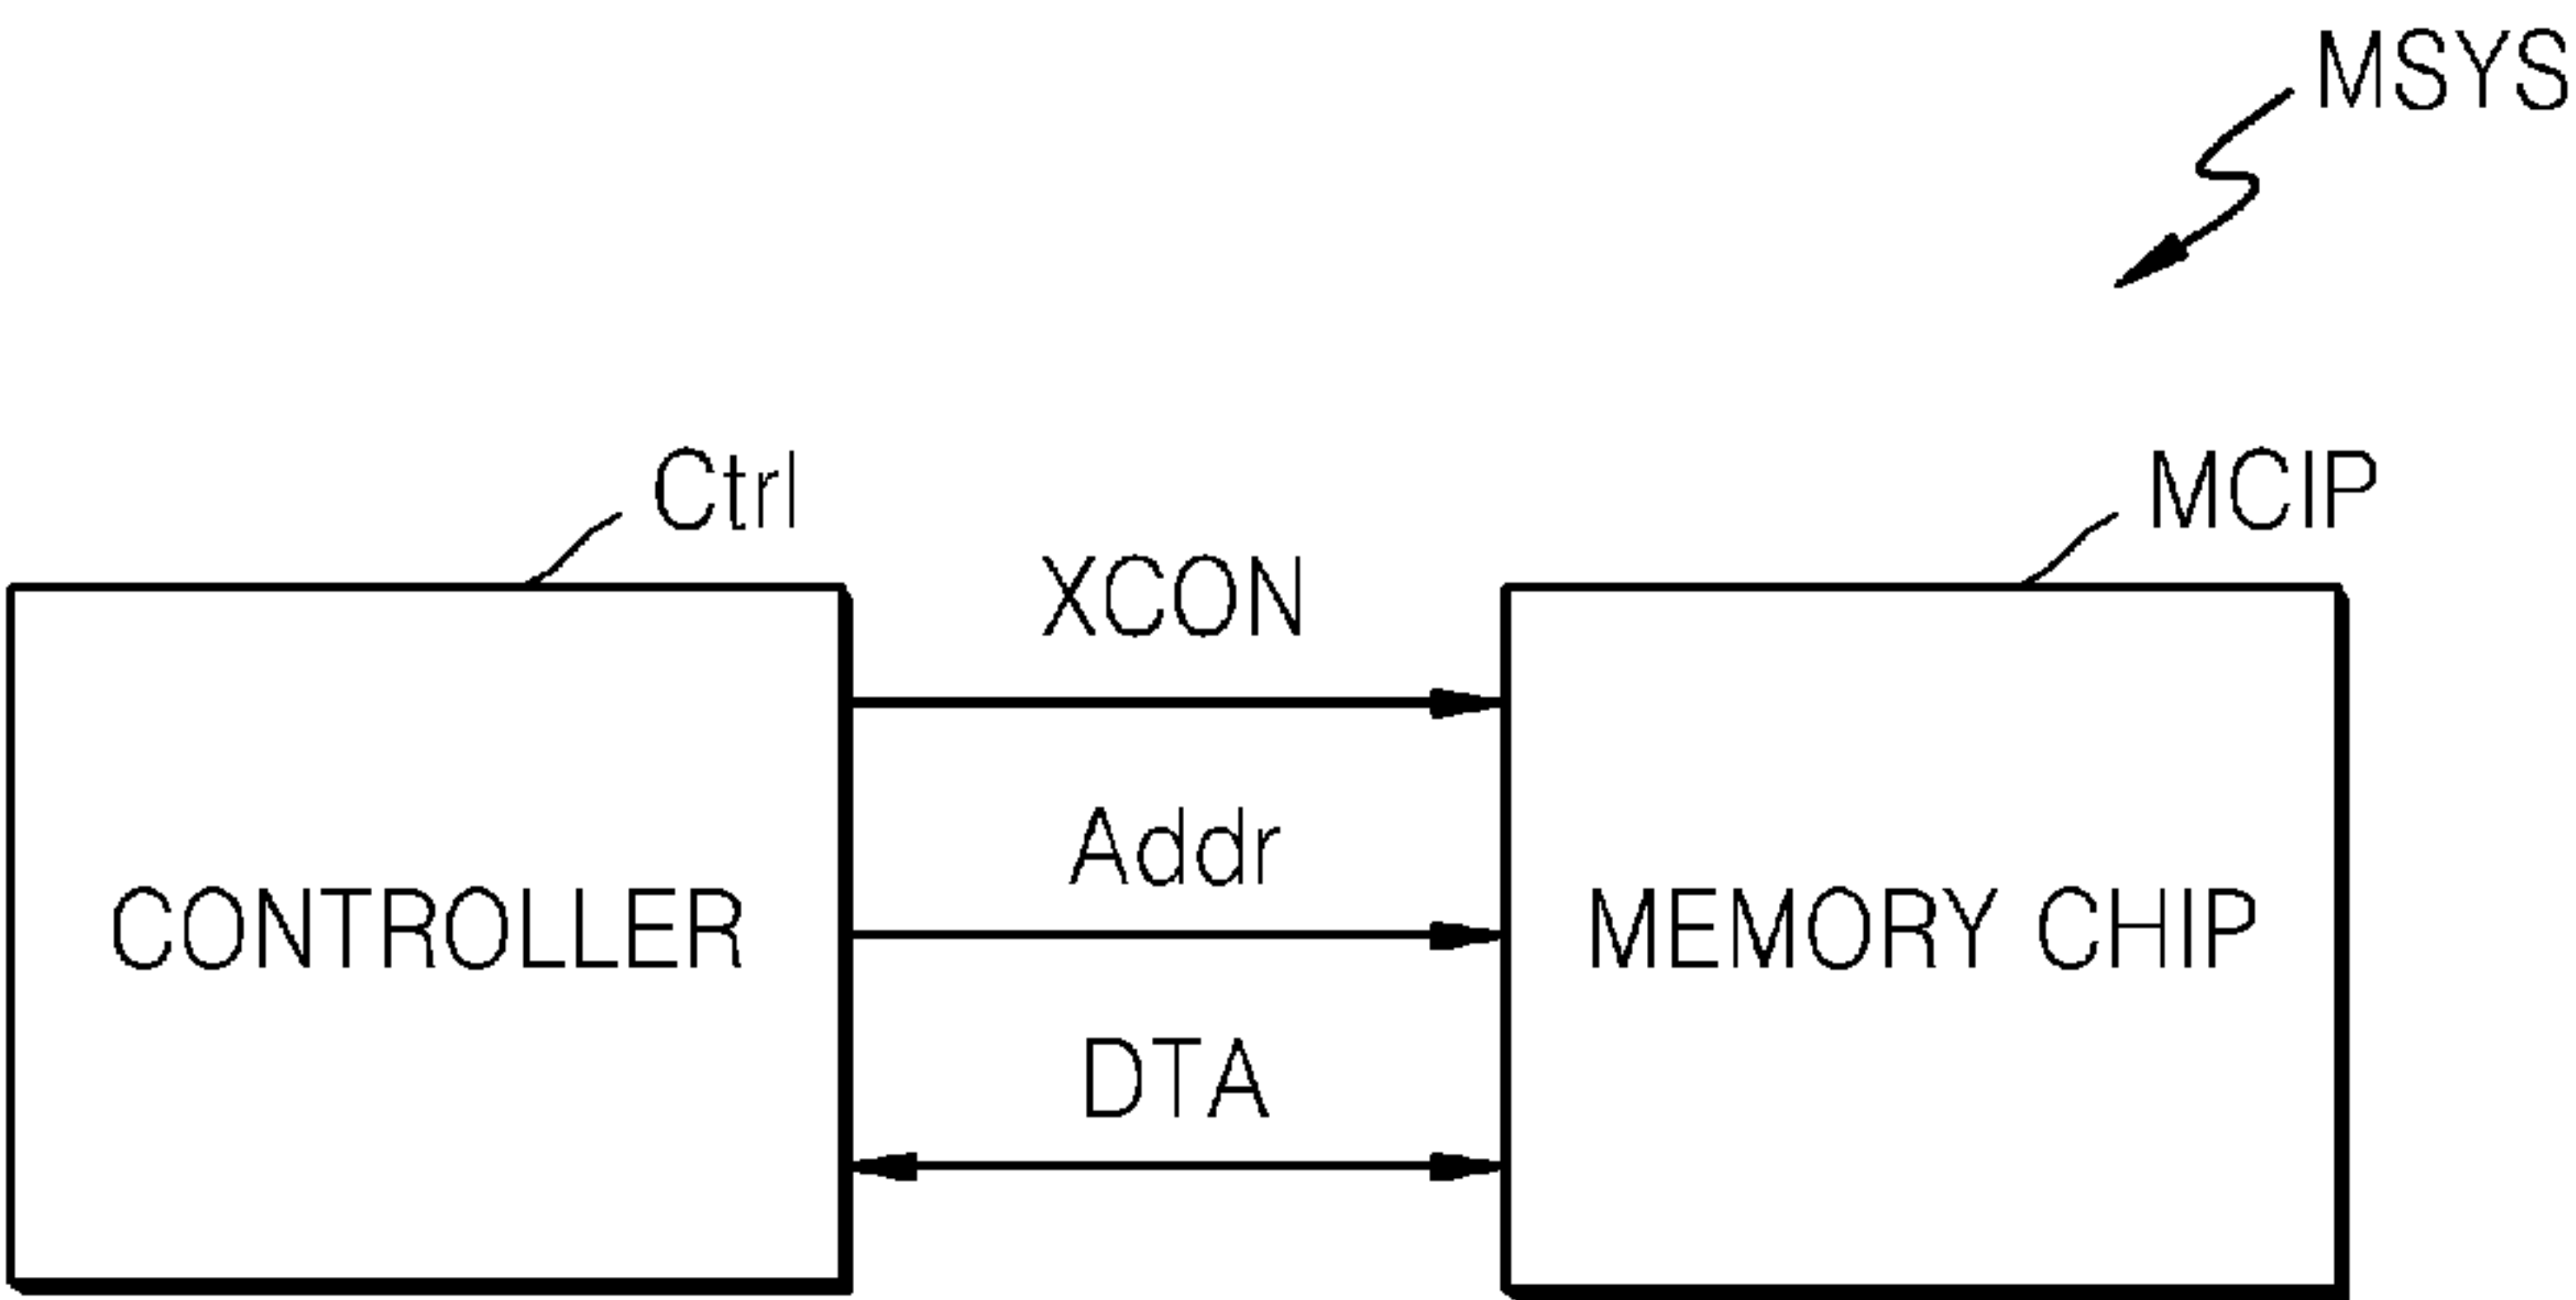 MSYS
Ctrl
MCIP
XCON
Addr
CONTROLLER
MEMORY CHIP
DTA